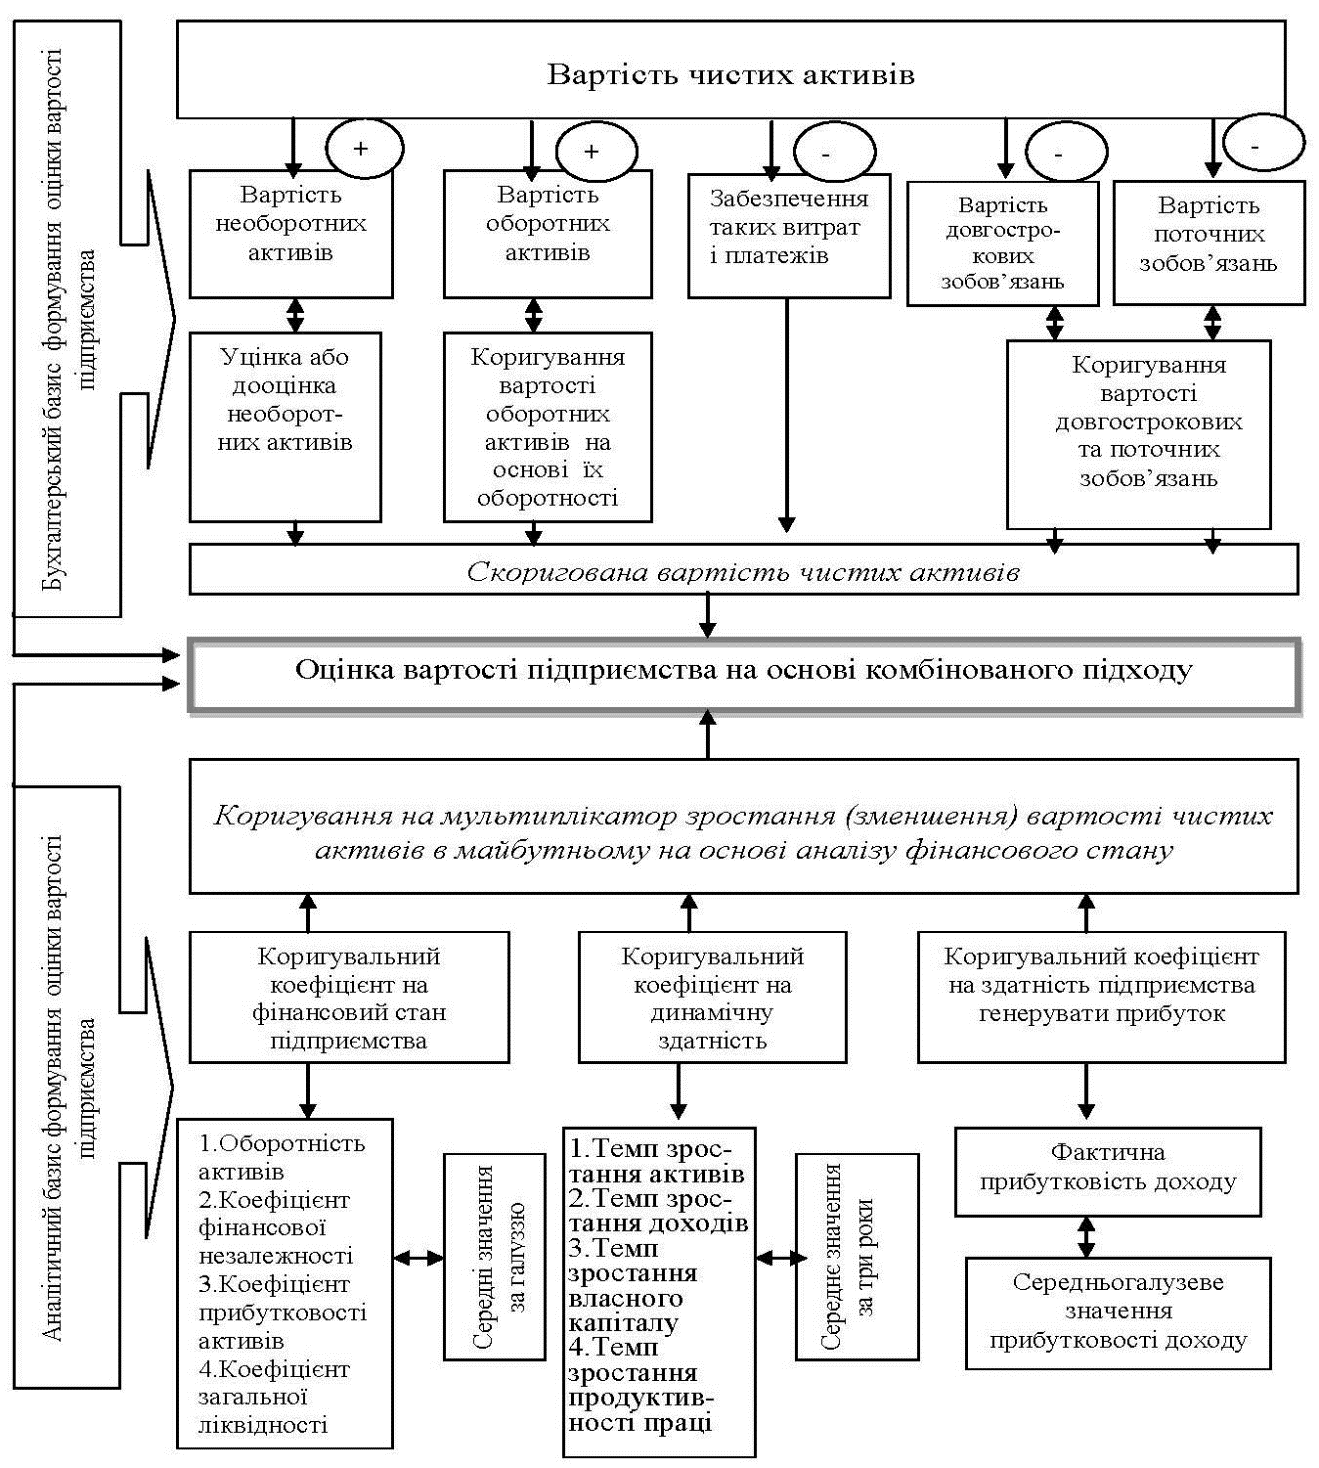 Бухгалтерський базис формування оцінки вартості
підприємства
Вартість чистих активів
+
+
-
-
-
Вартість
необоротних
активів
Вартість
оборотних
активів
Забезпечення
таких витрат
і платежів
Вартість
довгостро-
кових
зобов’язань
Вартість
поточних
зобов’язань
Уцінка або
дооцінка
необорот-
них активів
Коригування
вартості
оборотних
активів на
основі їх
оборотності
Коригування
вартості
довгострокових
та поточних
зобов’язань
Скоригована вартість чистих активів
Оцінка вартості підприємства на основі комбінованого підходу
Аналітичний базис формування оцінки вартості
підприємства
Коригування на мультиплікатор зростання (зменшення) вартості чистих
активів в майбутньому на основі аналізу фінансового стану
Коригувальний
коефіцієнт на
фінансовий стан
підприємства
Коригувальний
коефіцієнт на
динамічну
здатність
Коригувальний коефіцієнт
на здатність підприємства
генерувати прибуток
1.Оборотність
активів
2.Коефіцієнт
фінансової
незалежності
3.Коефіцієнт
прибутковості
активів
4.Коефіцієнт
загальної
ліквідності
Середні значення
за галуззю
1.Темп зрос-
тання активів
2.Темп зрос-
тання доходів
3.Темп
зростання
власного
капіталу
4.Темп
зростання
продуктив-
ності праці
Середнє значення
за три роки
Фактична
прибутковість доходу
Середньогалузеве
значення
прибутковості доходу